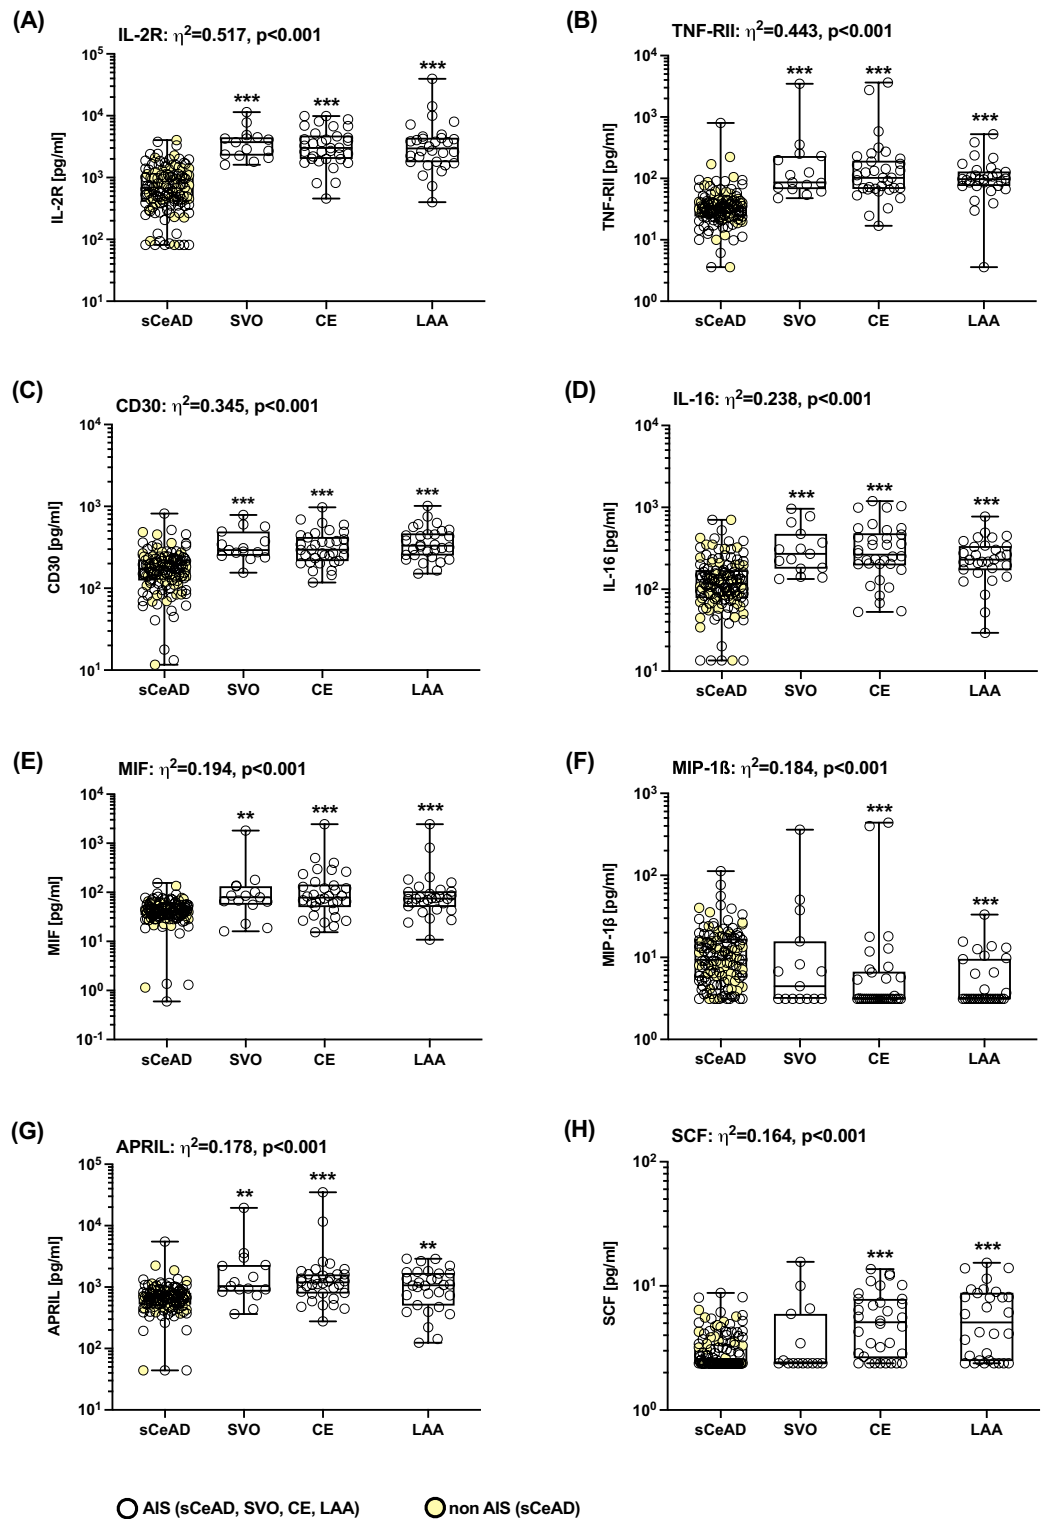 (A)
IL-2R: η²=0.517, p<0.001
IL-2R [pg/ml]
10⁵
10⁴
10³
10²
10¹
***
***
***
sCeAD SVO CE LAA
(B)
TNF-RII: η²=0.443, p<0.001
TNF-RII [pg/ml]
10⁴
10³
10²
10¹
10⁰
***
***
***
sCeAD SVO CE LAA
(C)
CD30: η²=0.345, p<0.001
CD30 [pg/ml]
10⁴
10³
10²
10¹
***
***
***
sCeAD SVO CE LAA
(D)
IL-16: η²=0.238, p<0.001
IL-16 [pg/ml]
10⁴
10³
10²
10¹
***
***
***
sCeAD SVO CE LAA
(E)
MIF: η²=0.194, p<0.001
MIF [pg/ml]
10⁴
10³
10²
10¹
10⁰
10⁻¹
**
***
***
sCeAD SVO CE LAA
(F)
MIP-1ß: η²=0.184, p<0.001
MIP-1β [pg/ml]
10³
10²
10¹
10⁰
***
***
sCeAD SVO CE LAA
(G)
APRIL: η²=0.178, p<0.001
APRIL [pg/ml]
10⁵
10⁴
10³
10²
10¹
**
***
**
sCeAD SVO CE LAA
(H)
SCF: η²=0.164, p<0.001
SCF [pg/ml]
10²
10¹
10⁰
***
***
sCeAD SVO CE LAA
AIS (sCeAD, SVO, CE, LAA)
non AIS (sCeAD)